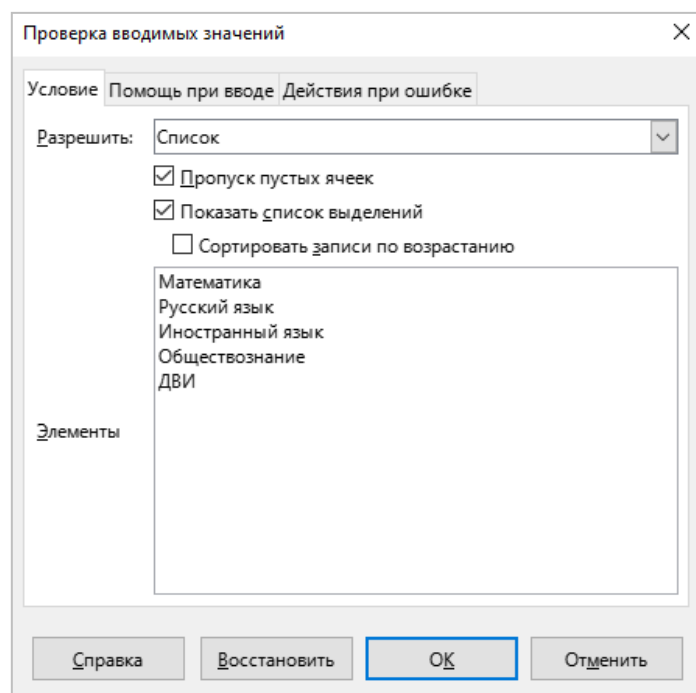 Проверка вводимых значений
Условие Помощь при вводе Действия при ошибке
Разрешить: Список
Пропуск пустых ячеек
Показать список выделений
Сортировать записи по возрастанию
Математика
Русский язык
Иностранный язык
Обществознание
ДВИ
Элементы
Справка Восстановить ОК Отменить